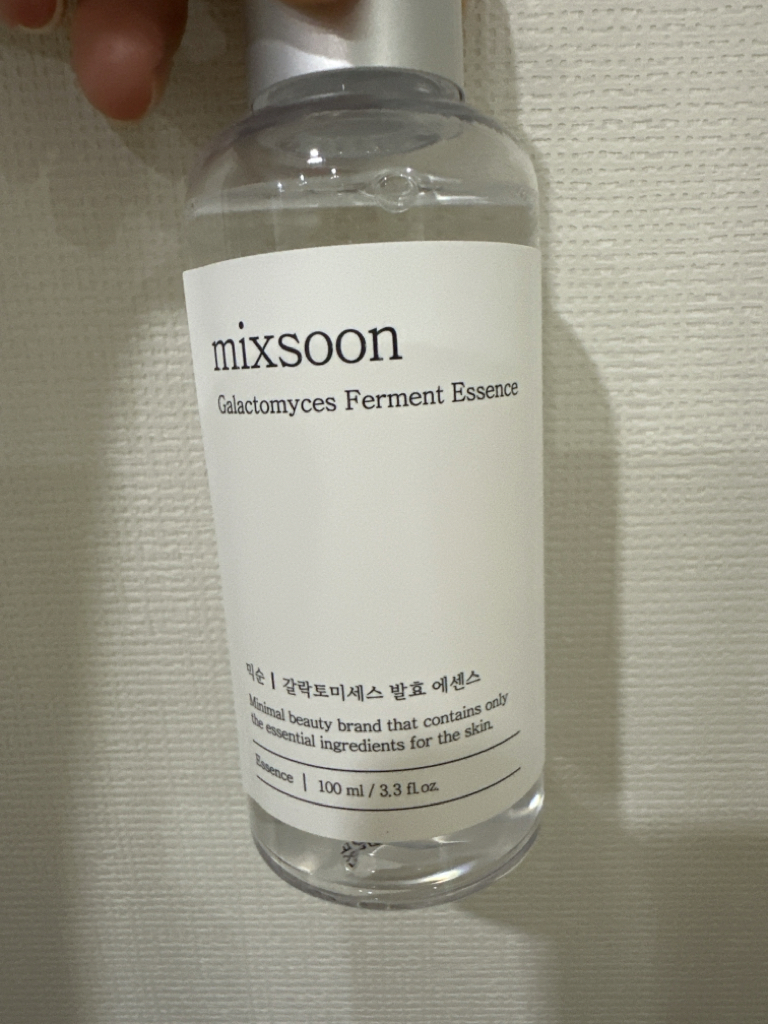 mixsoon
Galactomyces Ferment Essence
믹순 | 갈락토미세스 발효 에센스
Minimal beauty brand that contains only
the essential ingredients for the skin.
Essence | 100 ml / 3.3 fl.oz.